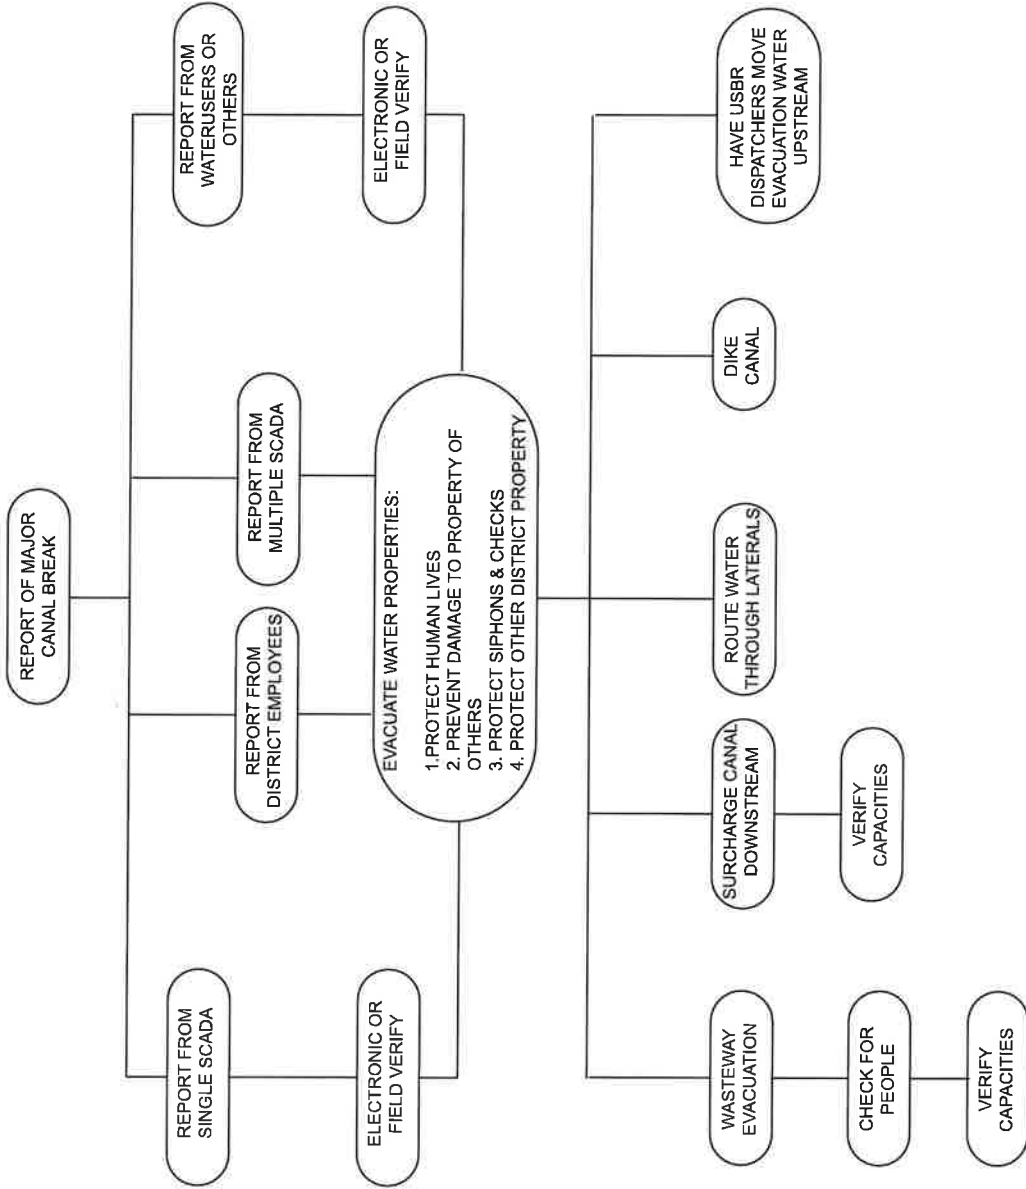 REPORT OF MAJOR
CANAL BREAK
REPORT FROM
SINGLE SCADA
REPORT FROM
DISTRICT EMPLOYEES
REPORT FROM
MULTIPLE SCADA
REPORT FROM
WATERUSERS OR
OTHERS
ELECTRONIC OR
FIELD VERIFY
ELECTRONIC OR
FIELD VERIFY
EVACUATE WATER PROPERTIES:
1.PROTECT HUMAN LIVES
2. PREVENT DAMAGE TO PROPERTY OF
OTHERS
3. PROTECT SIPHONS & CHECKS
4. PROTECT OTHER DISTRICT PROPERTY
WASTEWAY
EVACUATION
SURCHARGE CANAL
DOWNSTREAM
ROUTE WATER
THROUGH LATERALS
DIKE
CANAL
HAVE USBR
DISPATCHERS MOVE
EVACUATION WATER
UPSTREAM
CHECK FOR
PEOPLE
VERIFY
CAPACITIES
VERIFY
CAPACITIES